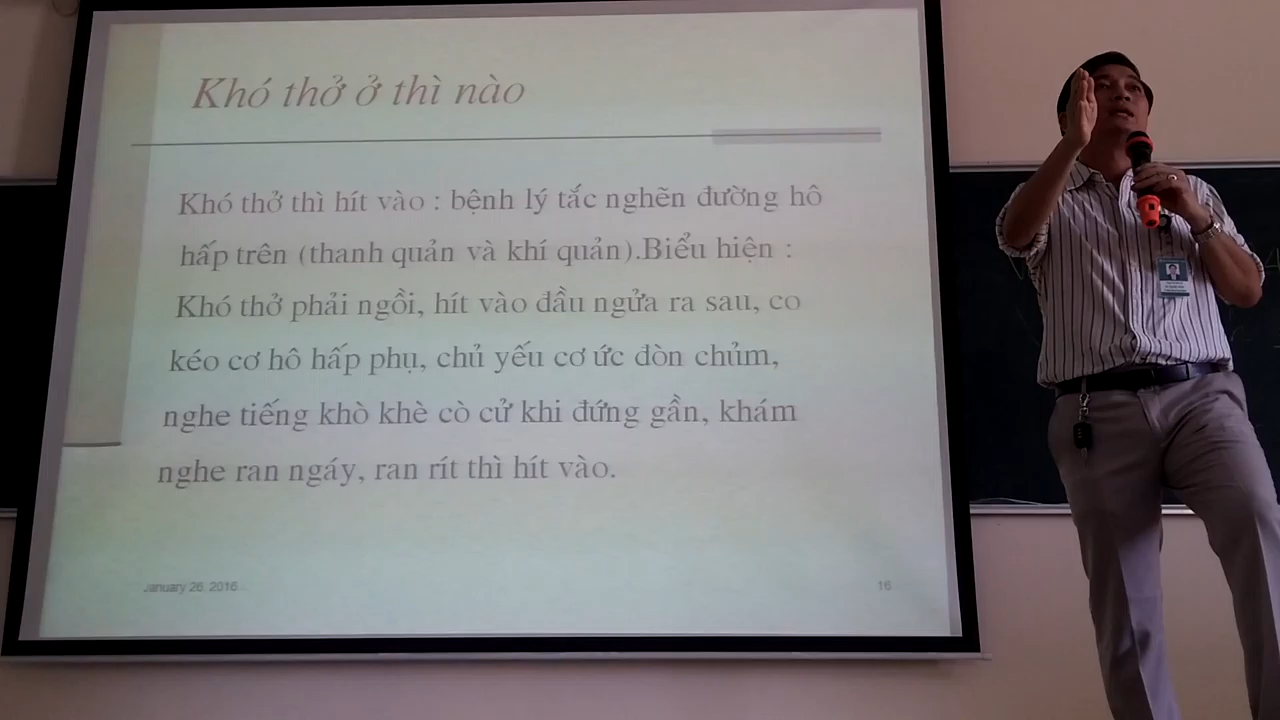 Khó thở ở thì nào
Khó thở thì hít vào : bệnh lý tắc nghẽn đường hô
hấp trên (thanh quản và khí quản).Biểu hiện :
Khó thở phải ngồi, hít vào đầu ngửa ra sau, co
kéo cơ hô hấp phụ, chủ yếu cơ ức đòn chủm,
nghe tiếng khò khè cò cử khi đứng gần, khám
nghe ran ngáy, ran rít thì hít vào.
January 26, 2016
16